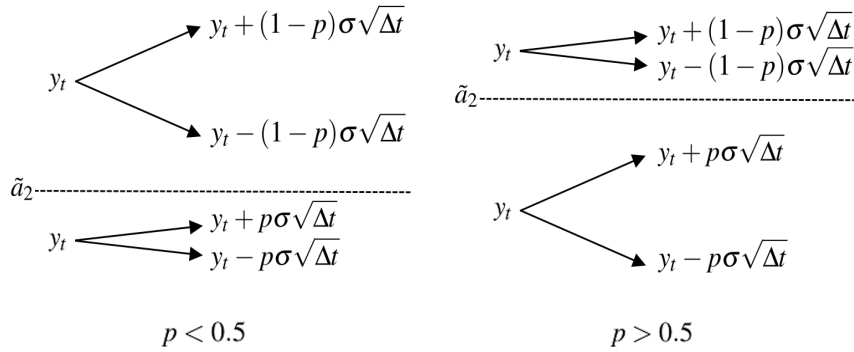 y_t
y_t + (1 − p)σ√Δt
y_t − (1 − p)σ√Δt
ã_2
y_t
y_t + pσ√Δt
y_t − pσ√Δt
p < 0.5
y_t
y_t + (1 − p)σ√Δt
y_t − (1 − p)σ√Δt
ã_2
y_t
y_t + pσ√Δt
y_t − pσ√Δt
p > 0.5